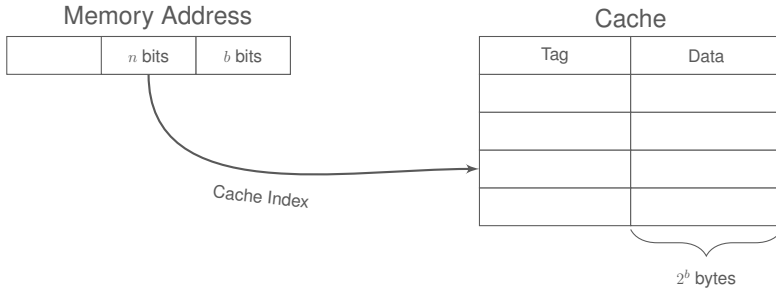 Memory Address
n bits
b bits
Cache Index
Cache
Tag
Data
2^b bytes